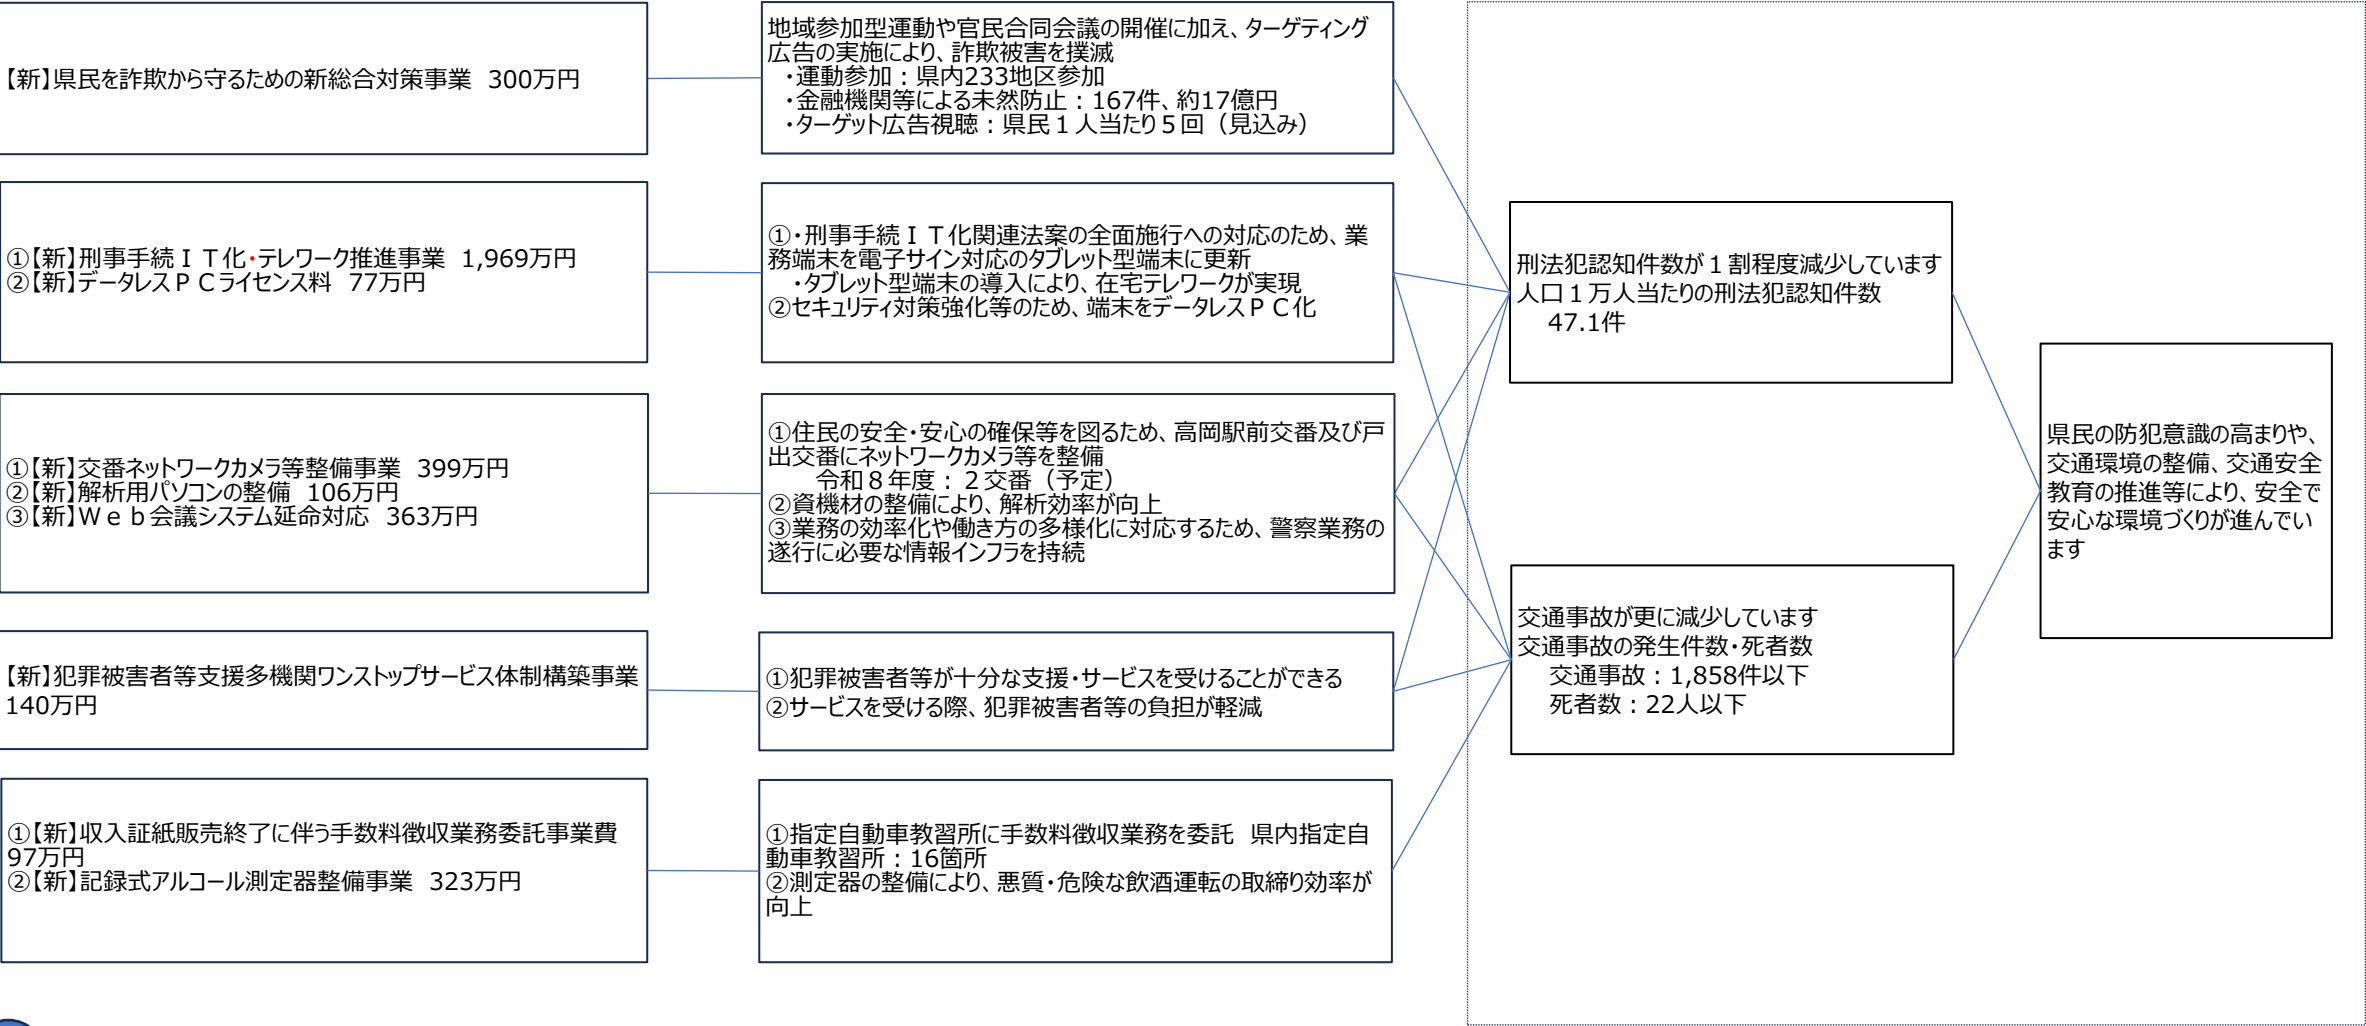 【新】県民を詐欺から守るための新総合対策事業 300万円
地域参加型運動や官民合同会議の開催に加え、ターゲティング
広告の実施により、詐欺被害を撲滅
・運動参加：県内233地区参加
・金融機関等による未然防止：167件、約17億円
・ターゲット広告視聴：県民１人当たり５回（見込み）
①【新】刑事手続ＩＴ化・テレワーク推進事業 1,969万円
②【新】データレスＰＣライセンス料 77万円
①・刑事手続ＩＴ化関連法案の全面施行への対応のため、業
務端末を電子サイン対応のタブレット型端末に更新
・タブレット型端末の導入により、在宅テレワークが実現
②セキュリティ対策強化等のため、端末をデータレスＰＣ化
①【新】交番ネットワークカメラ等整備事業 399万円
②【新】解析用パソコンの整備 106万円
③【新】Ｗｅｂ会議システム延命対応 363万円
①住民の安全・安心の確保等を図るため、高岡駅前交番及び戸
出交番にネットワークカメラ等を整備
令和８年度：２交番（予定）
②資機材の整備により、解析効率が向上
③業務の効率化や働き方の多様化に対応するため、警察業務の
遂行に必要な情報インフラを持続
【新】犯罪被害者等支援多機関ワンストップサービス体制構築事業
140万円
①犯罪被害者等が十分な支援・サービスを受けることができる
②サービスを受ける際、犯罪被害者等の負担が軽減
①【新】収入証紙販売終了に伴う手数料徴収業務委託事業費
97万円
②【新】記録式アルコール測定器整備事業 323万円
①指定自動車教習所に手数料徴収業務を委託 県内指定自
動車教習所：16箇所
②測定器の整備により、悪質・危険な飲酒運転の取締り効率が
向上
刑法犯認知件数が１割程度減少しています
人口１万人当たりの刑法犯認知件数
47.1件
交通事故が更に減少しています
交通事故の発生件数・死者数
交通事故：1,858件以下
死者数：22人以下
県民の防犯意識の高まりや、
交通環境の整備、交通安全
教育の推進等により、安全で
安心な環境づくりが進んでい
ます